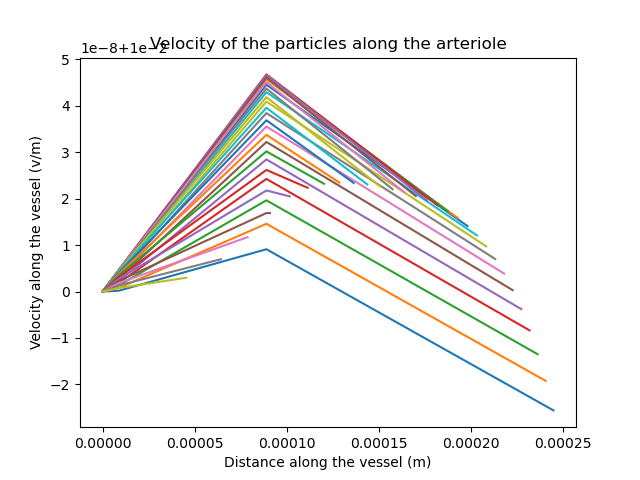 Velocity of the particles along the arteriole
1e−8+1e−2
5
4
3
2
1
0
−1
−2
Velocity along the vessel (v/m)
0.00000 0.00005 0.00010 0.00015 0.00020 0.00025
Distance along the vessel (m)